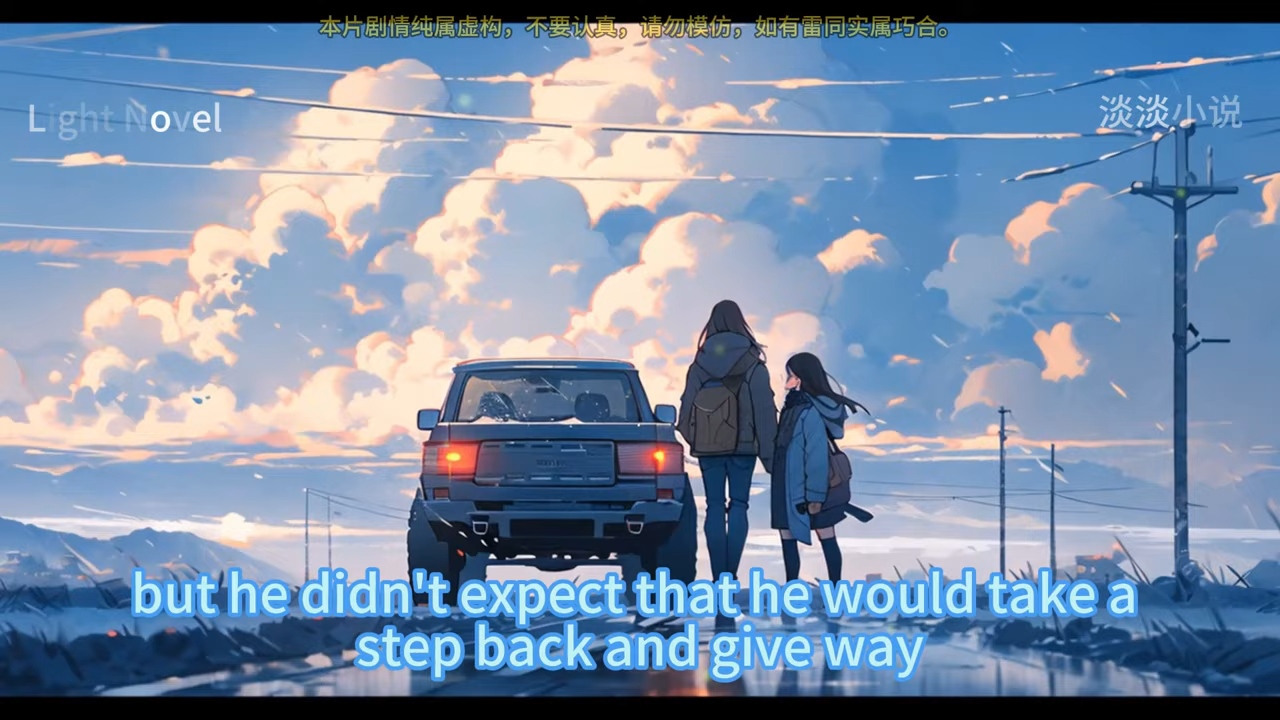 本片剧情纯属虚构，不要认真，请勿模仿，如有雷同实属巧合。
Light Novel
淡淡小说
but he didn't expect that he would take a
step back and give way